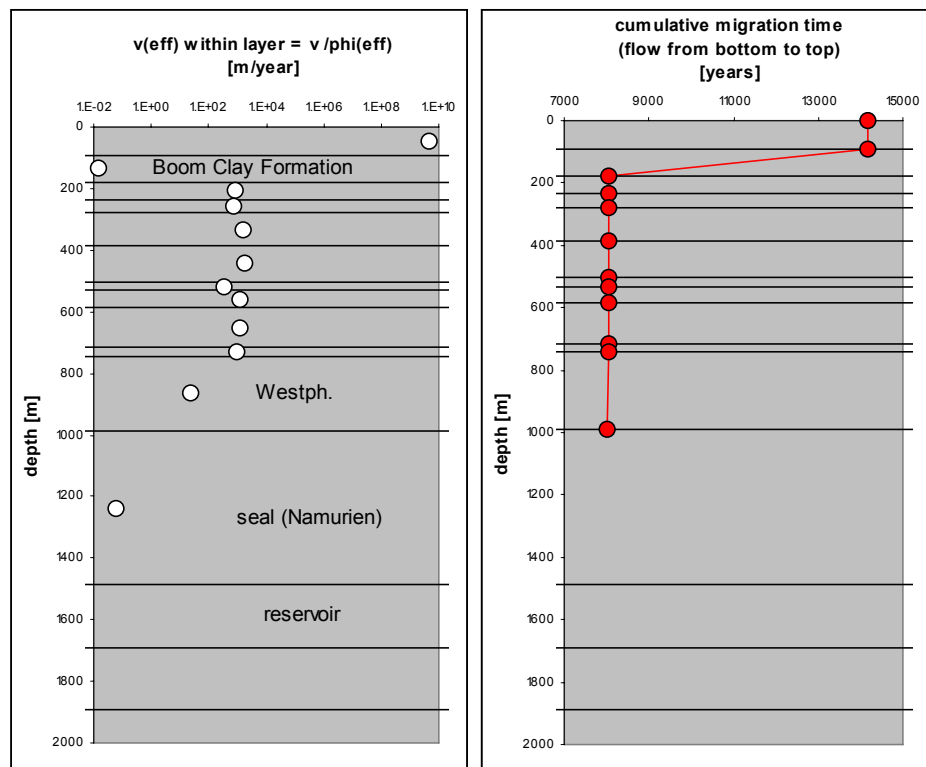 v(eff) within layer = v /phi(eff)
[m/year]
1.E-02 1.E+00 1.E+02 1.E+04 1.E+06 1.E+08 1.E+10
0
200
400
600
800
1000
1200
1400
1600
1800
2000
depth [m]
Boom Clay Formation
Westph.
seal (Namurien)
reservoir
cumulative migration time
(flow from bottom to top)
[years]
7000 9000 11000 13000 15000
0
200
400
600
800
1000
1200
1400
1600
1800
2000
depth [m]